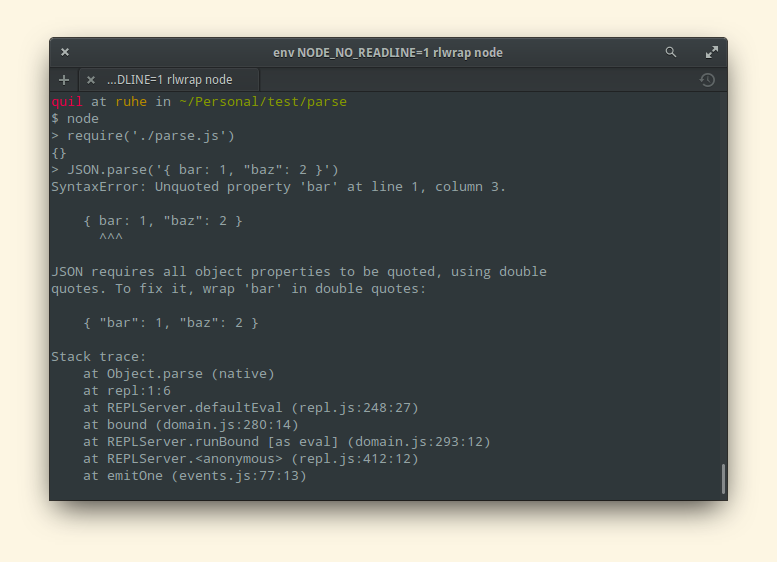 env NODE_NO_READLINE=1 rlwrap node
...DLINE=1 rlwrap node
quil at ruhe in ~/Personal/test/parse
$ node
> require('./parse.js')
{}
> JSON.parse('{ bar: 1, "baz": 2 }')
SyntaxError: Unquoted property 'bar' at line 1, column 3.
{ bar: 1, "baz": 2 }
^^^
JSON requires all object properties to be quoted, using double
quotes. To fix it, wrap 'bar' in double quotes:
{ "bar": 1, "baz": 2 }
Stack trace:
at Object.parse (native)
at repl:1:6
at REPLServer.defaultEval (repl.js:248:27)
at bound (domain.js:280:14)
at REPLServer.runBound [as eval] (domain.js:293:12)
at REPLServer.<anonymous> (repl.js:412:12)
at emitOne (events.js:77:13)